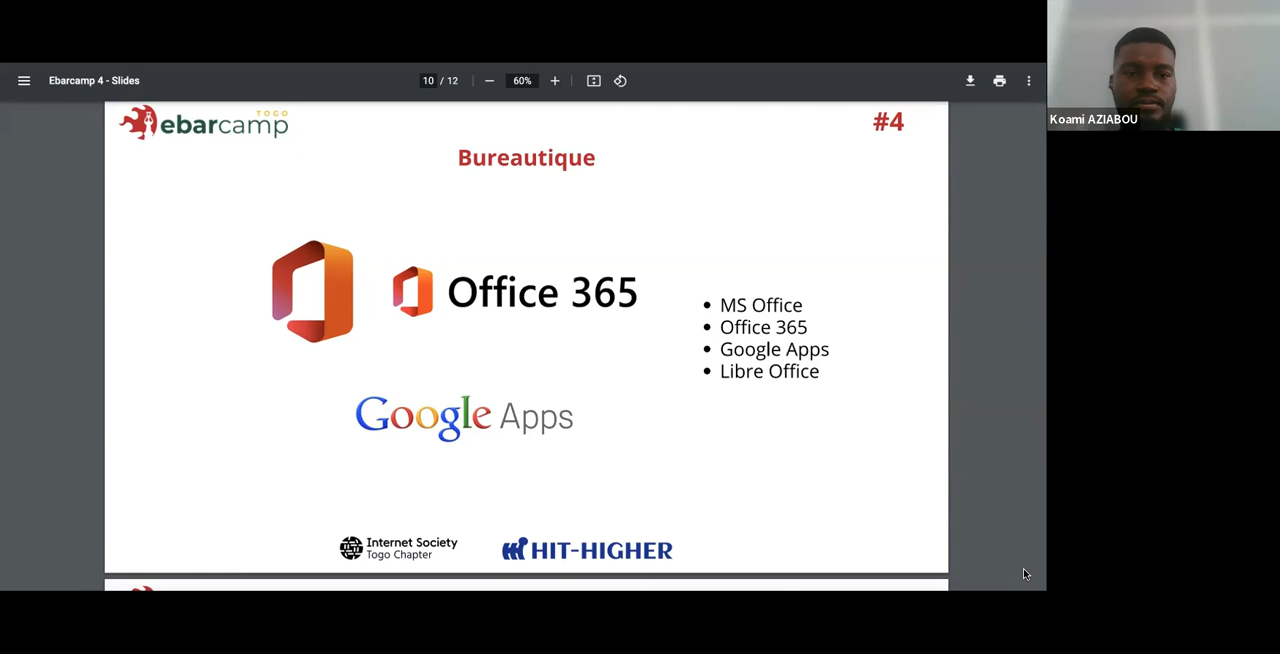 Ebarcamp 4 - Slides
10 / 12
60%
Koami AZIABOU
TOGO
ebarcamp
#4
Bureautique
Office 365
• MS Office
• Office 365
• Google Apps
• Libre Office
Google Apps
Internet Society
Togo Chapter
HIT-HIGHER